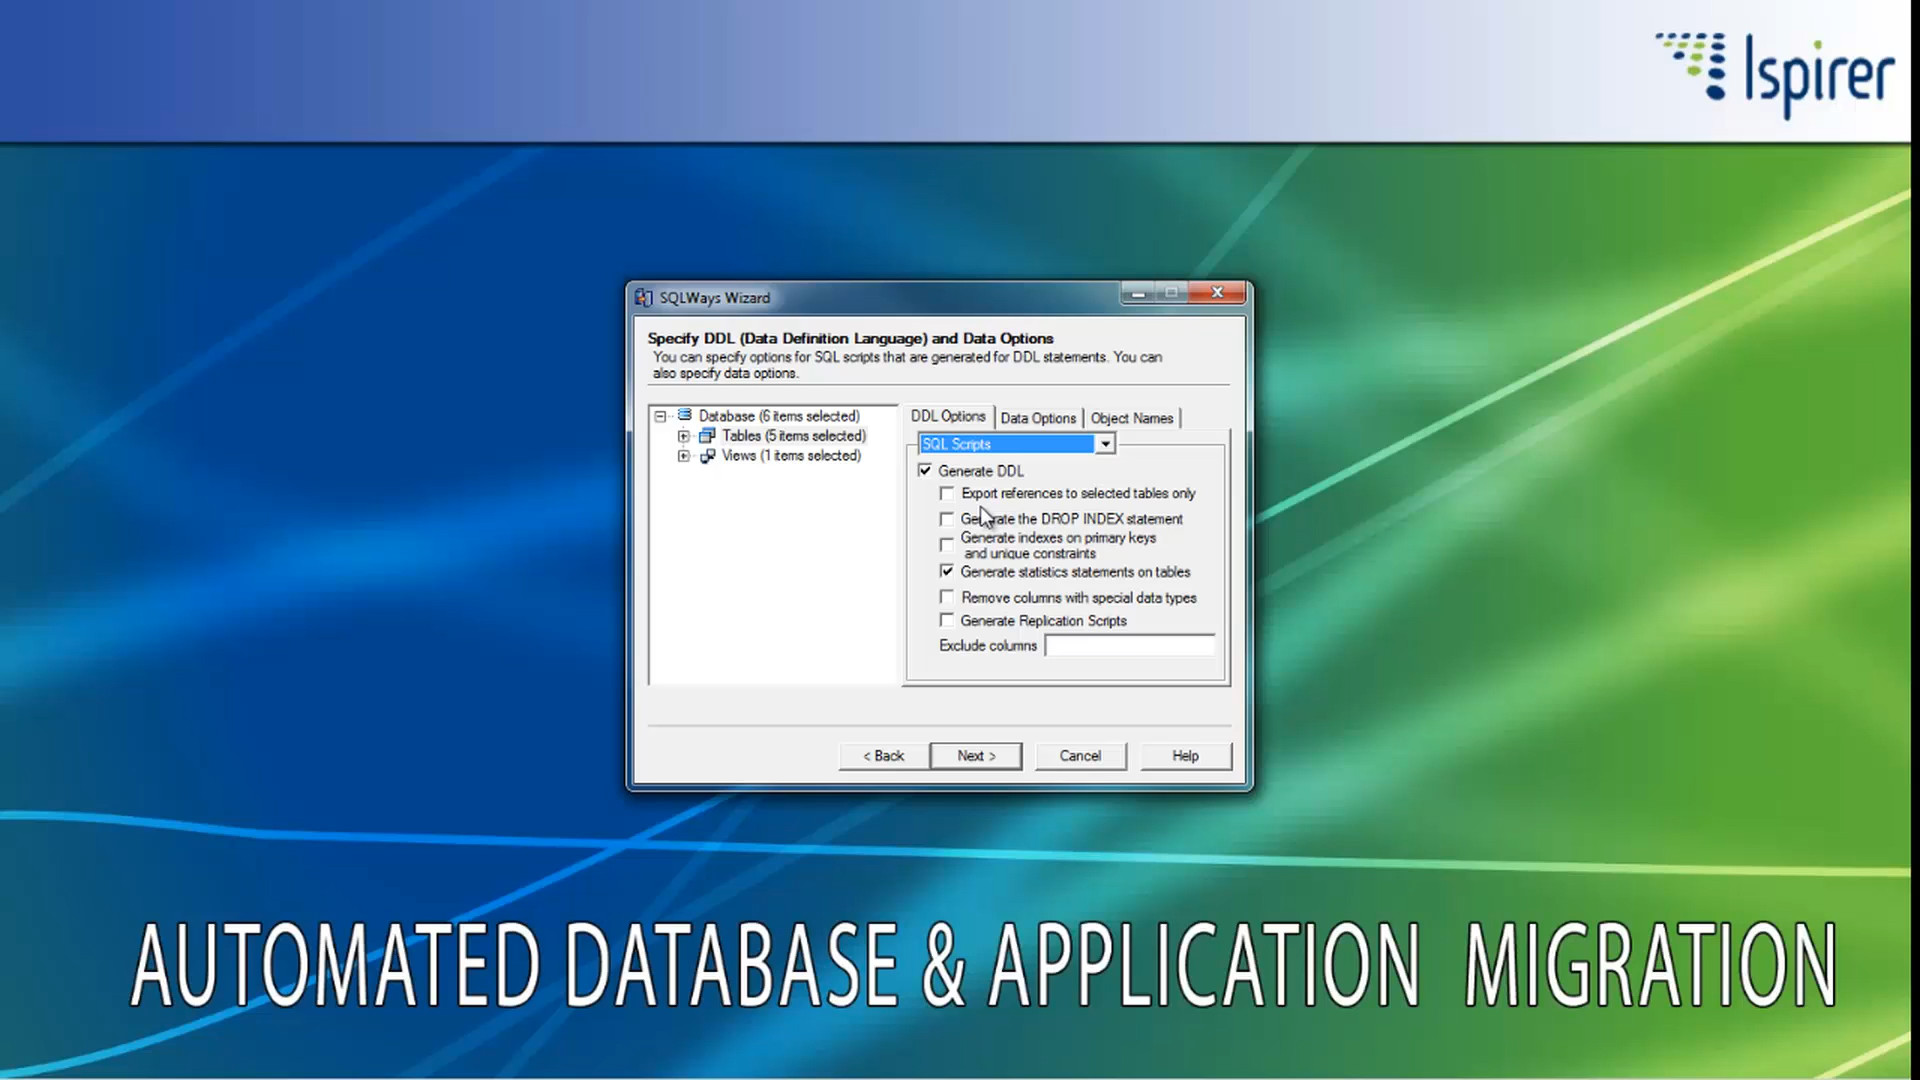 Ispirer
SQLWays Wizard
Specify DDL (Data Definition Language) and Data Options
You can specify options for SQL scripts that are generated for DDL statements. You can
also specify data options.
Database (6 items selected)
Tables (5 items selected)
Views (1 items selected)
DDL Options
Data Options
Object Names
SQL Scripts
Generate DDL
Export references to selected tables only
Generate the DROP INDEX statement
Generate indexes on primary keys
and unique constraints
Generate statistics statements on tables
Remove columns with special data types
Generate Replication Scripts
Exclude columns
< Back
Next >
Cancel
Help
AUTOMATED DATABASE & APPLICATION MIGRATION